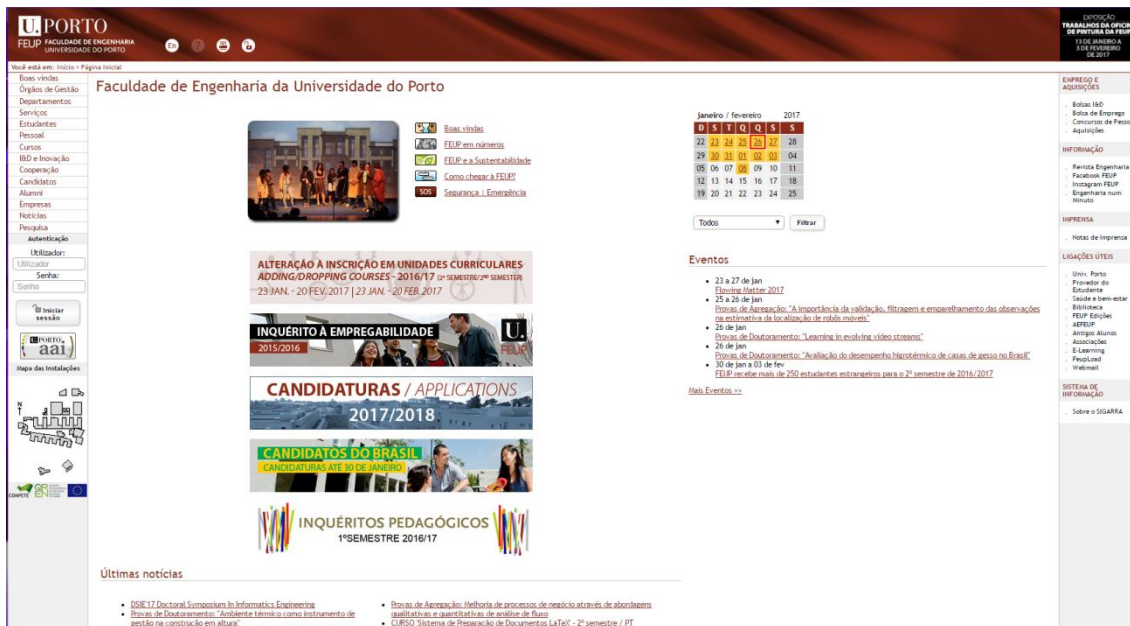 U. PORTO
FEUP FACULDADE DE ENGENHARIA
UNIVERSIDADE DO PORTO
En
?
EXPOSIÇÃO
TRABALHOS DA OFICIN
DE PINTURA DA FEUP
13 DE JANEIRO A
3 DE FEVEREIRO
DE 2017
Você está em: Início > Página Inicial
Boas vindas
Órgãos de Gestão
Departamentos
Serviços
Estudantes
Pessoal
Cursos
I&D e Inovação
Cooperação
Candidatos
Alumni
Empresas
Notícias
Pesquisa
Autenticação
Utilizador:
Utilizador
Senha:
Senha
Iniciar
sessão
U.PORTO
aai
Mapa das Instalações
N
COMPETE
QREN
Faculdade de Engenharia da Universidade do Porto
Boas vindas
FEUP em números
FEUP e a Sustentabilidade
Como chegar à FEUP?
SOS Segurança | Emergência
ALTERAÇÃO À INSCRIÇÃO EM UNIDADES CURRICULARES
ADDING/DROPPING COURSES - 2016/17 (2º SEMESTRE/2ND SEMESTER)
23 JAN. - 20 FEV. 2017 | 23 JAN. - 20 FEB. 2017
INQUÉRITO À EMPREGABILIDADE
2015/2016
U.
FEUP
CANDIDATURAS / APPLICATIONS
2017/2018
CANDIDATOS DO BRASIL
CANDIDATURAS ATÉ 30 DE JANEIRO
INQUÉRITOS PEDAGÓGICOS
1ºSEMESTRE 2016/17
janeiro / fevereiro 2017
D S T Q Q S S
22 23 24 25 26 27 28
29 30 31 01 02 03 04
05 06 07 08 09 10 11
12 13 14 15 16 17 18
19 20 21 22 23 24 25
Todos
Filtrar
Eventos
23 a 27 de jan
Flowing Matter 2017
25 a 26 de jan
Provas de Agregação: "A importância da validação, filtragem e emparelhamento das observações
na estimativa da localização de robôs móveis"
26 de jan
Provas de Doutoramento: "Learning in evolving video streams"
26 de jan
Provas de Doutoramento: "Avaliação do desempenho higrotérmico de casas de gesso no Brasil"
30 de jan a 03 de fev
FEUP recebe mais de 250 estudantes estrangeiros para o 2º semestre de 2016/2017
Mais Eventos >>
EMPREGO E
AQUISIÇÕES
Bolsas I&D
Bolsa de Emprego
Concursos de Pesso
Aquisições
INFORMAÇÃO
Revista Engenharia
Facebook FEUP
Instagram FEUP
Engenharia num
Minuto
IMPRENSA
Notas de Imprensa
LIGAÇÕES ÚTEIS
Univ. Porto
Provedor do
Estudante
Saúde e bem-estar
Biblioteca
FEUP Edições
AEFEUP
Antigos Alunos
Associações
E-Learning
FeupLoad
Webmail
SISTEMA DE
INFORMAÇÃO
Sobre o SIGARRA
Últimas notícias
DSIE'17 Doctoral Symposium In Informatics Engineering
Provas de Doutoramento: "Ambiente térmico como instrumento de
gestão na construção em altura"
Provas de Agregação: Melhoria de processos de negócio através de abordagens
qualitativas e quantitativas de análise de fluxo
CURSO 'Sistema de Preparação de Documentos LaTeX' - 2º semestre / PT